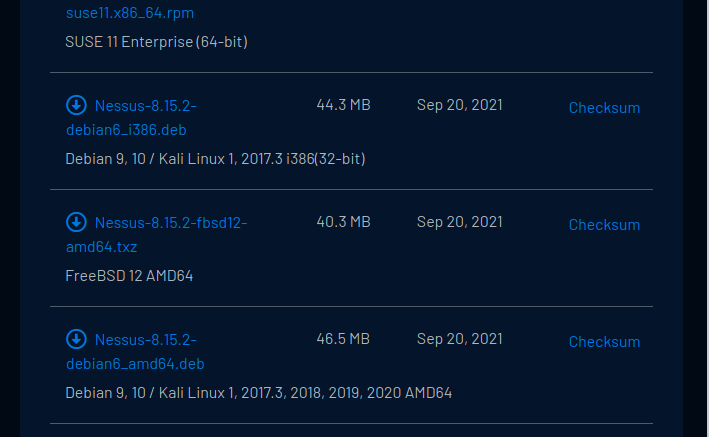 suse11.x86_64.rpm
SUSE 11 Enterprise (64-bit)
Nessus-8.15.2- 44.3 MB Sep 20, 2021 Checksum
debian6_i386.deb
Debian 9, 10 / Kali Linux 1, 2017.3 i386(32-bit)
Nessus-8.15.2-fbsd12- 40.3 MB Sep 20, 2021 Checksum
amd64.txz
FreeBSD 12 AMD64
Nessus-8.15.2- 46.5 MB Sep 20, 2021 Checksum
debian6_amd64.deb
Debian 9, 10 / Kali Linux 1, 2017.3, 2018, 2019, 2020 AMD64